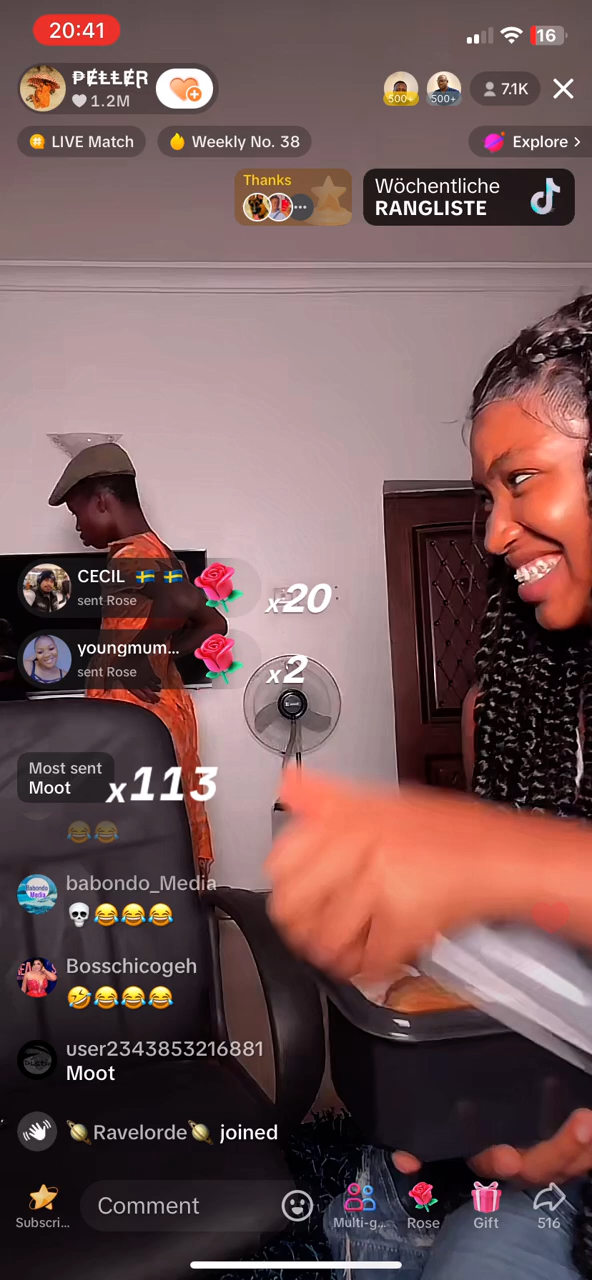 20:41
16
₱ɆⱠⱠɆⱤ
1.2M
500+
500+
7.1K
LIVE Match
Weekly No. 38
Explore >
Thanks
Wöchentliche
RANGLISTE
CECIL 🇸🇪 🇸🇪
sent Rose
x20
youngmum...
sent Rose
x2
Most sent
Moot
x113
😂😂
babondo_Media
💀😂😂😂
Bosschicogeh
🤣😂😂😂
user2343853216881
Moot
🪐Ravelorde🪐 joined
Comment
Subscri...
Multi-g...
Rose
Gift
516